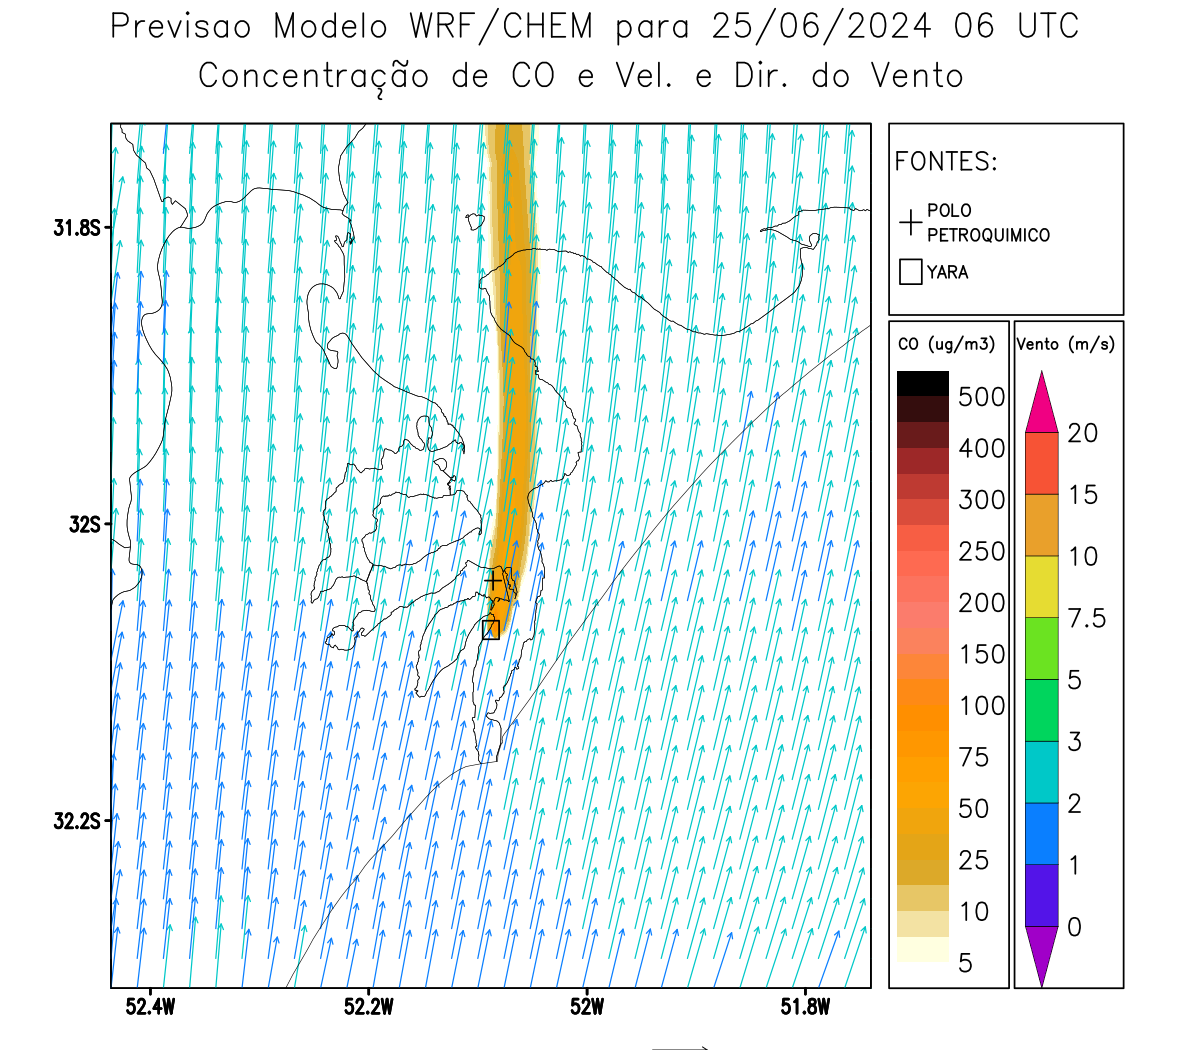 Previsao Modelo WRF/CHEM para 25/06/2024 06 UTC
Concentração de CO e Vel. e Dir. do Vento
FONTES:
POLO
PETROQUIMICO
YARA
CO (ug/m3)
500
400
300
250
200
150
100
75
50
25
10
5
Vento (m/s)
20
15
10
7.5
5
3
2
1
0
31.8S
32S
32.2S
52.4W
52.2W
52W
51.8W